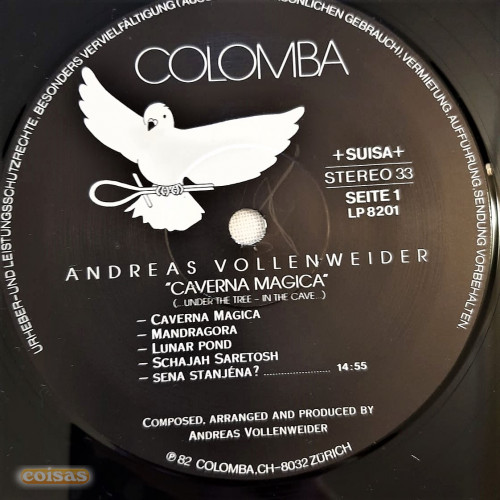 URHEBER-UND LEISTUNGSSCHUTZRECHTE, BESONDERS VERVIELFÄLTIGUNG (AUSSER ZUM PERSÖNLICHEN GEBRAUCH), VERMIETUNG, AUFFÜHRUNG, SENDUNG VORBEHALTEN.
COLOMBA
+SUISA+
STEREO 33
SEITE 1
LP 8201
ANDREAS VOLLENWEIDER
"CAVERNA MAGICA"
(...UNDER THE TREE – IN THE CAVE...)
– CAVERNA MAGICA
– MANDRAGORA
– LUNAR POND
– SCHAJAH SARETOSH
– SENA STANJÉNA? ........................ 14:55
COMPOSED, ARRANGED AND PRODUCED BY
ANDREAS VOLLENWEIDER
℗ 82 COLOMBA, CH-8032 ZÜRICH
coisas